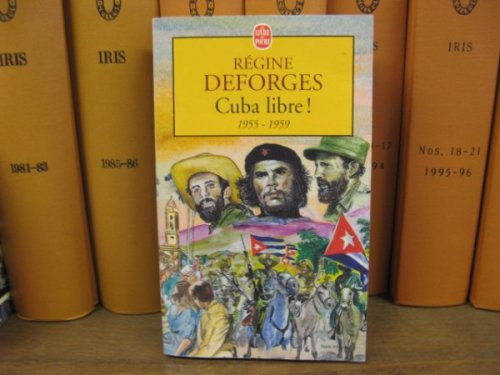 LE LIVRE
DE POCHE
RÉGINE
DEFORGES
Cuba libre !
1955 - 1959
IRIS
1981-83
IRIS
1985-86
IRIS
Nos. 18-21
1995-96